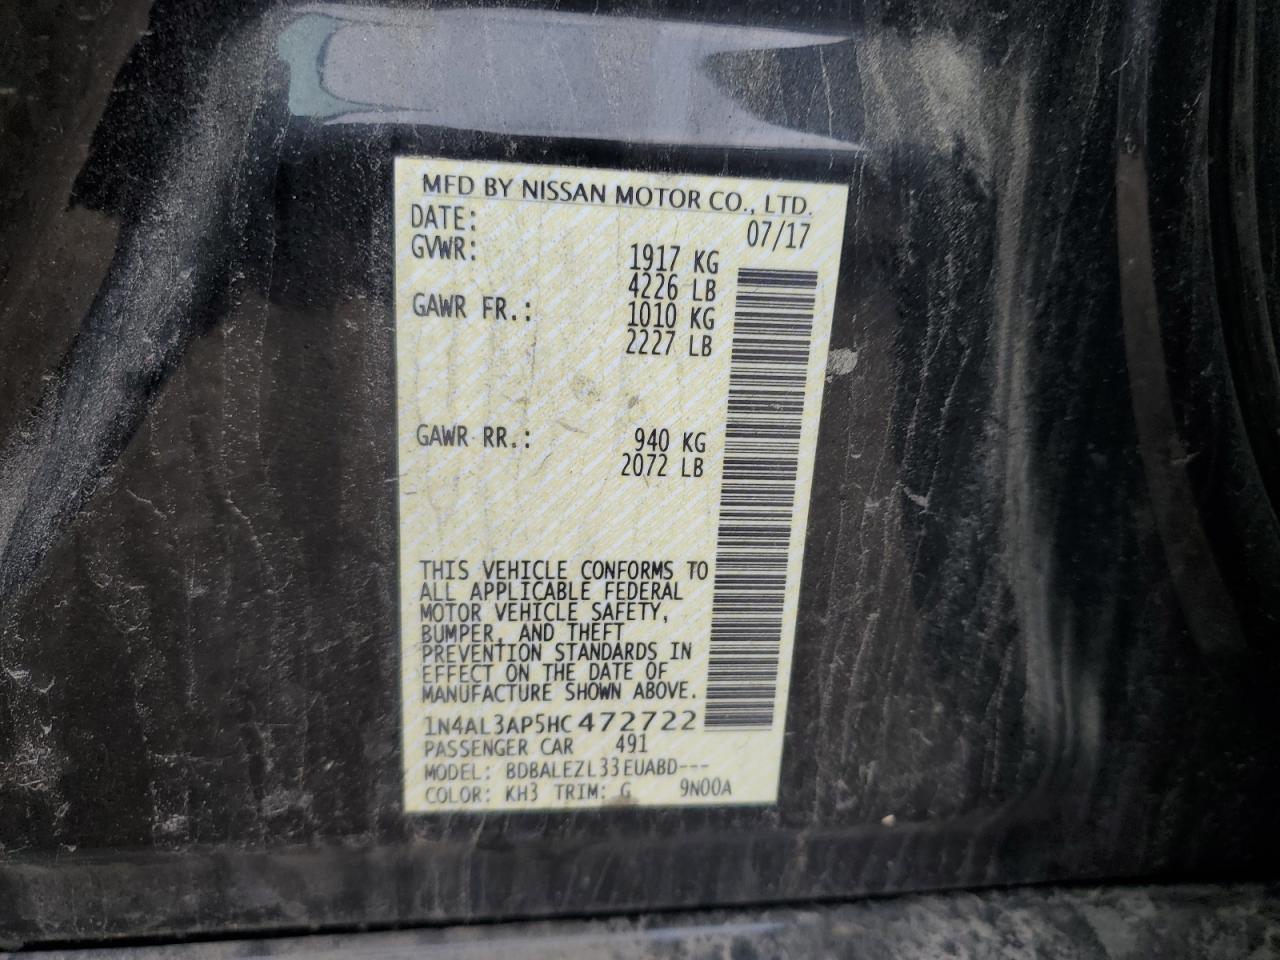 MFD BY NISSAN MOTOR CO., LTD.
DATE: 07/17
GVWR: 1917 KG
4226 LB
GAWR FR.: 1010 KG
2227 LB
GAWR RR.: 940 KG
2072 LB
THIS VEHICLE CONFORMS TO
ALL APPLICABLE FEDERAL
MOTOR VEHICLE SAFETY,
BUMPER, AND THEFT
PREVENTION STANDARDS IN
EFFECT ON THE DATE OF
MANUFACTURE SHOWN ABOVE.
1N4AL3AP5HC472722
PASSENGER CAR 491
MODEL: BDBALEZL33EUABD---
COLOR: KH3 TRIM: G 9N00A